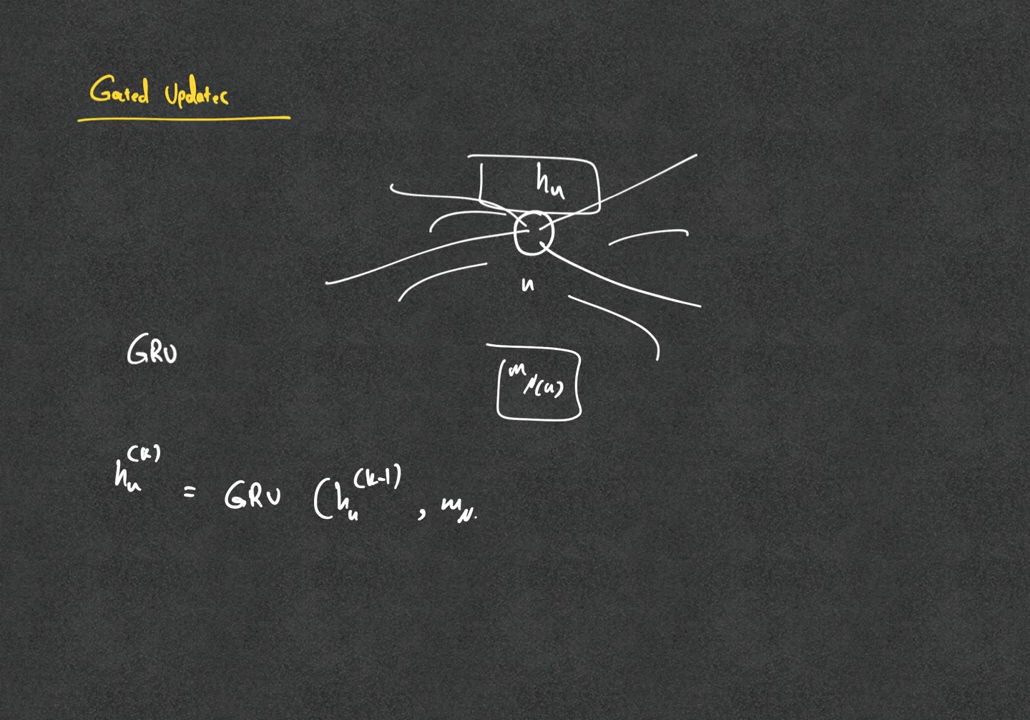 Gated Updates
h_u
u
GRU
m_N(u)
h_u^(k) = GRU (h_u^(k-1), m_N.